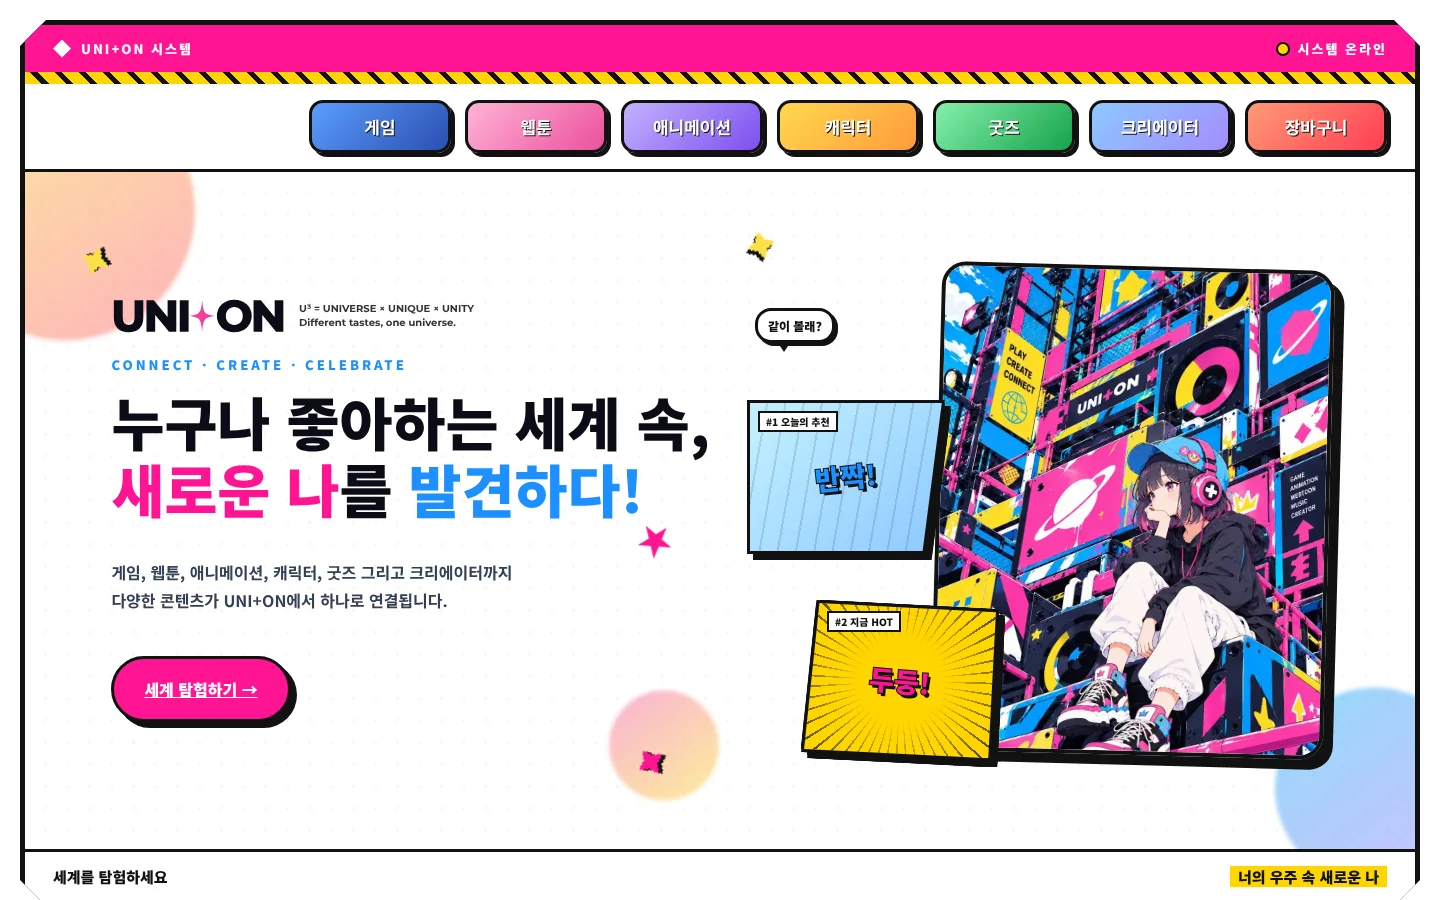 UNI+ON 시스템
시스템 온라인
게임
웹툰
애니메이션
캐릭터
굿즈
크리에이터
장바구니
UNI✦ON
U³ = UNIVERSE × UNIQUE × UNITY
Different tastes, one universe.
CONNECT · CREATE · CELEBRATE
누구나 좋아하는 세계 속,
새로운 나를 발견하다!
게임, 웹툰, 애니메이션, 캐릭터, 굿즈 그리고 크리에이터까지
다양한 콘텐츠가 UNI+ON에서 하나로 연결됩니다.
세계 탐험하기 →
같이 볼래?
#1 오늘의 추천
반짝!
#2 지금 HOT
두둥!
PLAY
CREATE
CONNECT
UNI✦ON
GAME
ANIMATION
WEBTOON
MUSIC
CREATOR
세계를 탐험하세요
너의 우주 속 새로운 나